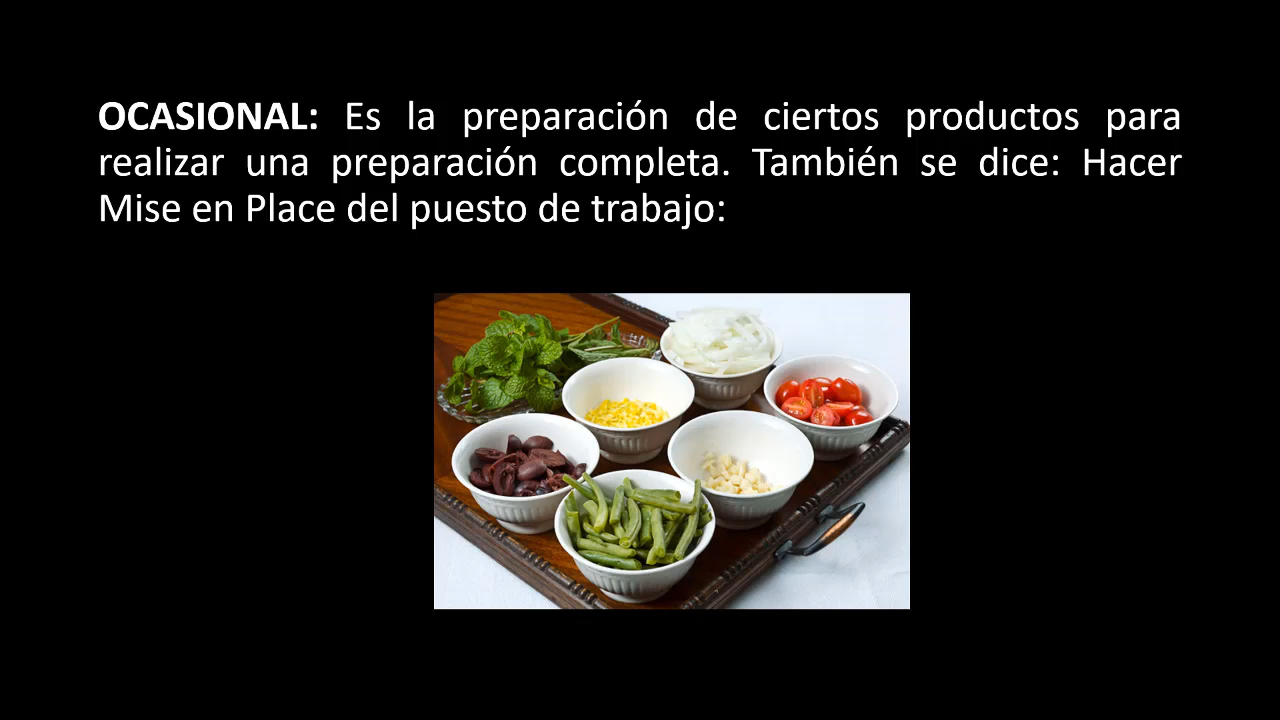 OCASIONAL: Es la preparación de ciertos productos para
realizar una preparación completa. También se dice: Hacer
Mise en Place del puesto de trabajo: